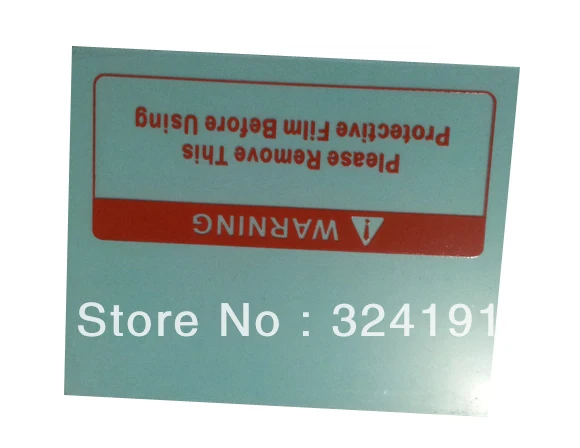 WARNING
Please Remove This
Protective Film Before Using
Store No : 324191